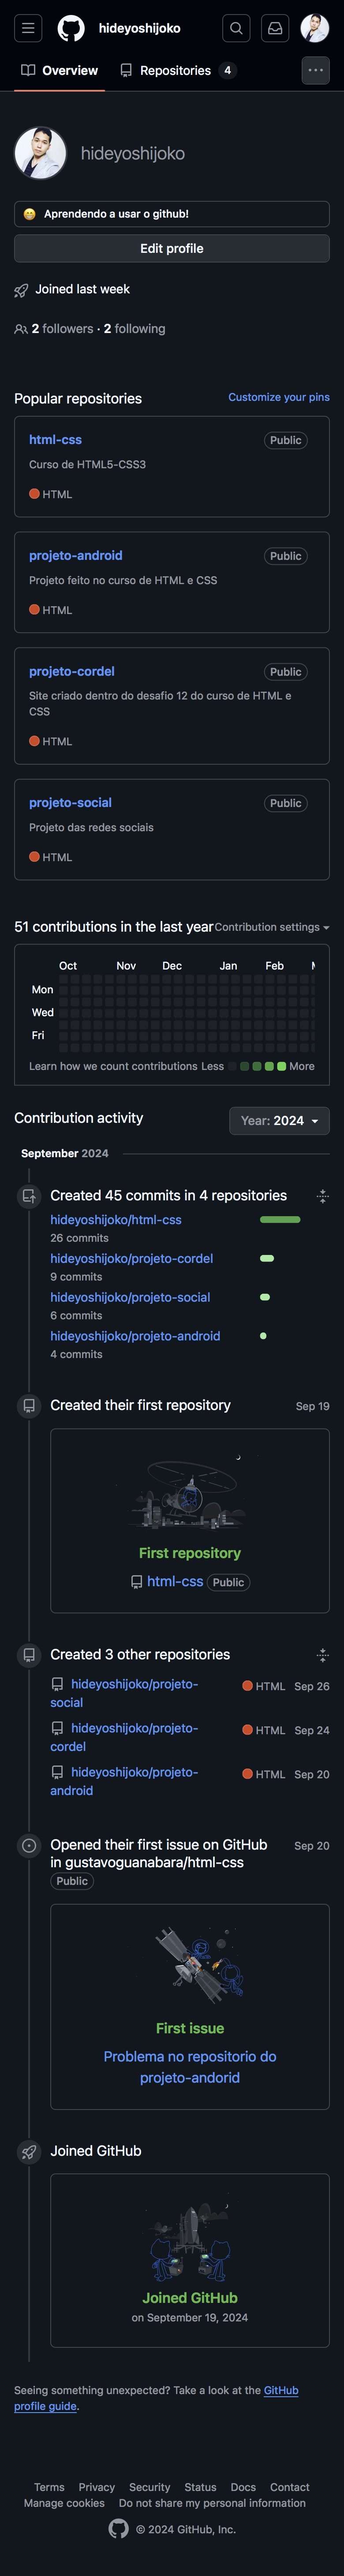 hideyoshijoko
Overview
Repositories 4
hideyoshijoko
Aprendendo a usar o github!
Edit profile
Joined last week
2 followers · 2 following
Popular repositories Customize your pins
html-css Public
Curso de HTML5-CSS3
HTML
projeto-android Public
Projeto feito no curso de HTML e CSS
HTML
projeto-cordel Public
Site criado dentro do desafio 12 do curso de HTML e
CSS
HTML
projeto-social Public
Projeto das redes sociais
HTML
51 contributions in the last year Contribution settings
Oct Nov Dec Jan Feb
Mon
Wed
Fri
Learn how we count contributions Less More
Contribution activity Year: 2024
September 2024
Created 45 commits in 4 repositories
hideyoshijoko/html-css
26 commits
hideyoshijoko/projeto-cordel
9 commits
hideyoshijoko/projeto-social
6 commits
hideyoshijoko/projeto-android
4 commits
Created their first repository Sep 19
First repository
html-css Public
Created 3 other repositories
hideyoshijoko/projeto-
social HTML Sep 26
hideyoshijoko/projeto-
cordel HTML Sep 24
hideyoshijoko/projeto-
android HTML Sep 20
Opened their first issue on GitHub Sep 20
in gustavoguanabara/html-css
Public
First issue
Problema no repositorio do
projeto-andorid
Joined GitHub
Joined GitHub
on September 19, 2024
Seeing something unexpected? Take a look at the GitHub
profile guide.
Terms Privacy Security Status Docs Contact
Manage cookies Do not share my personal information
© 2024 GitHub, Inc.